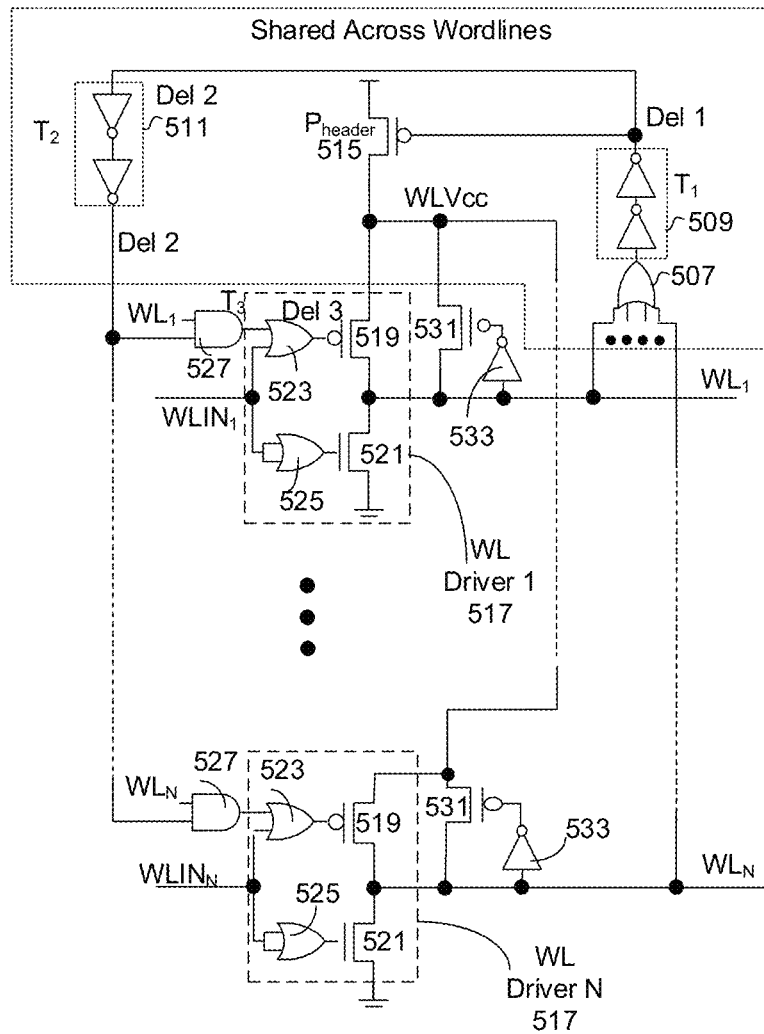 Shared Across Wordlines
Del 2
T2
511
Del 2
Pheader
515
Del 1
T1
509
WLVcc
507
WL1
527
T3
Del 3
519
523
531
533
WLIN1
WL1
525
521
WL
Driver 1
517
WLN
527
523
519
531
533
WLINN
WLN
525
521
WL
Driver N
517